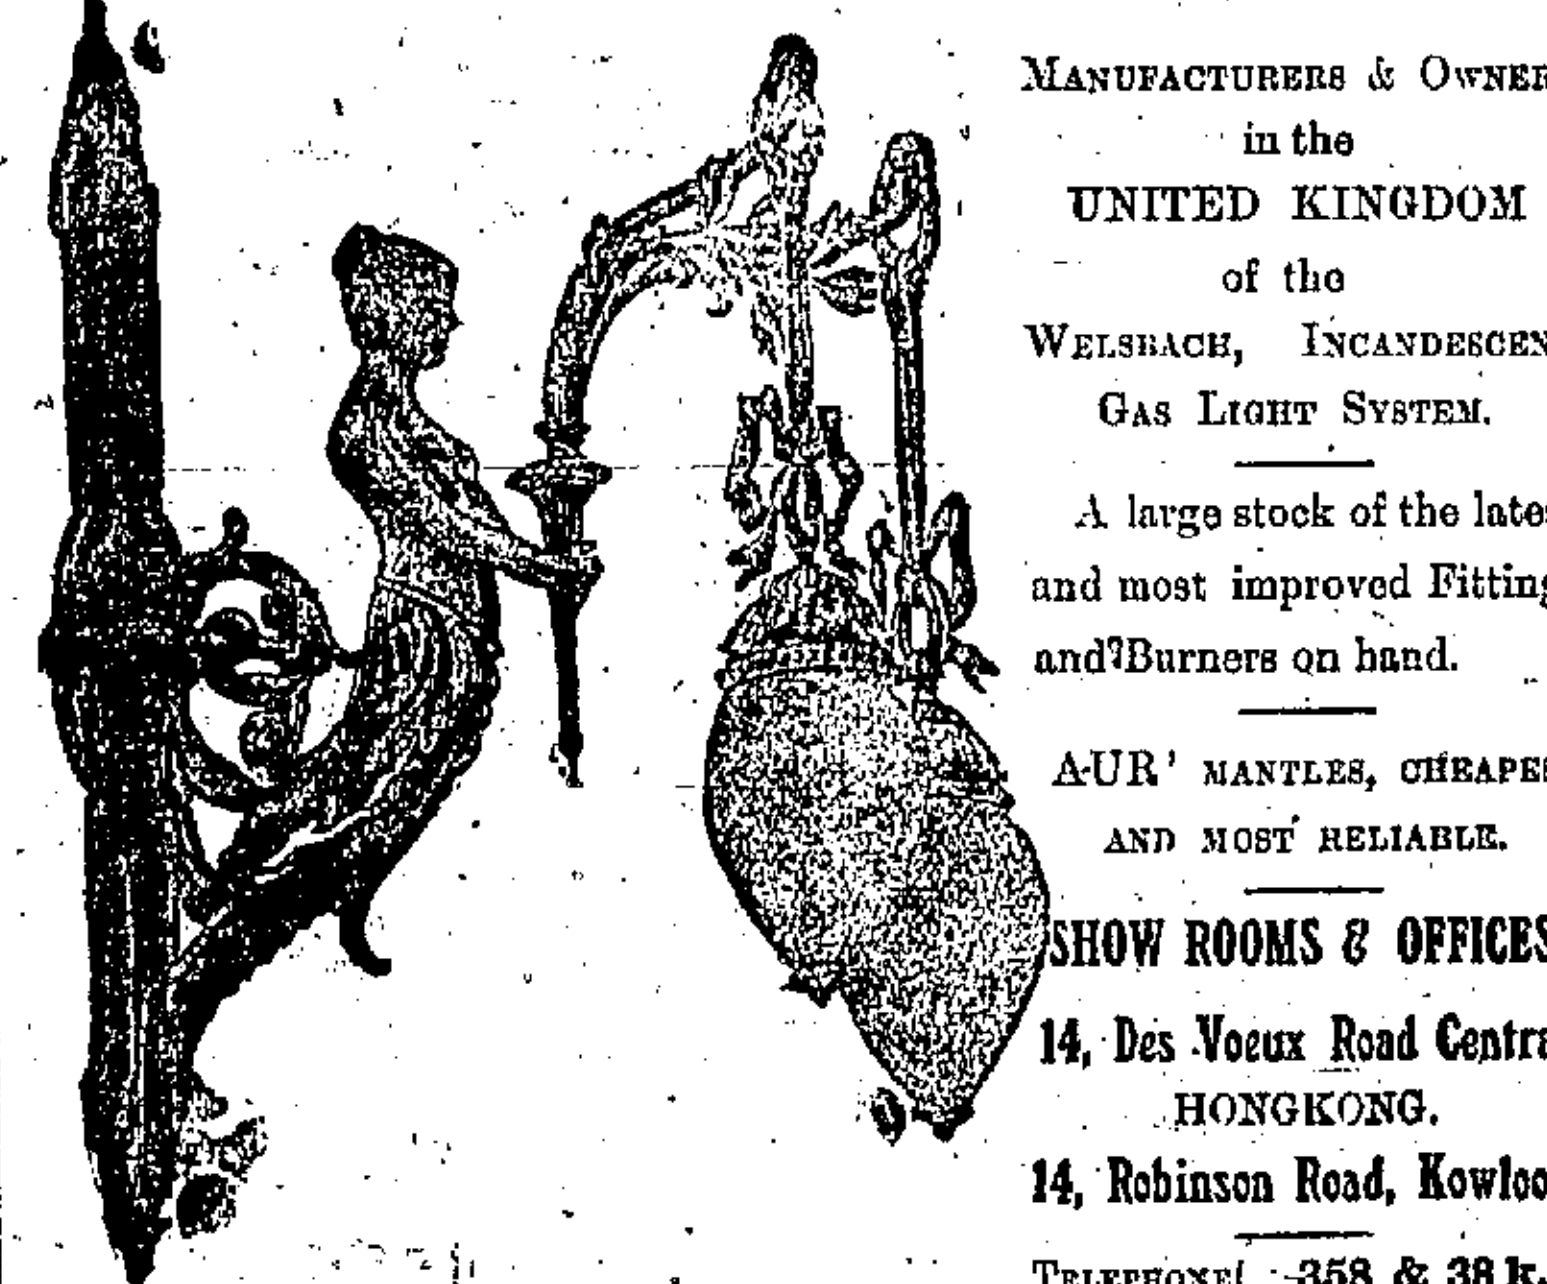 MANUFACTURERS & OWNER
in the
UNITED KINGDOM
of the
WELSBACH, INCANDESCEN
GAS LIGHT SYSTEM.
A large stock of the lates
and most improved Fitting
and Burners on hand.
A-UR' MANTLES, CHEAPES
AND MOST RELIABLE.
SHOW ROOMS & OFFICES
14, Des Voeux Road Centra
HONGKONG.
14, Robinson Road, Kowloo
TELEPHONE 358 & 38 k.